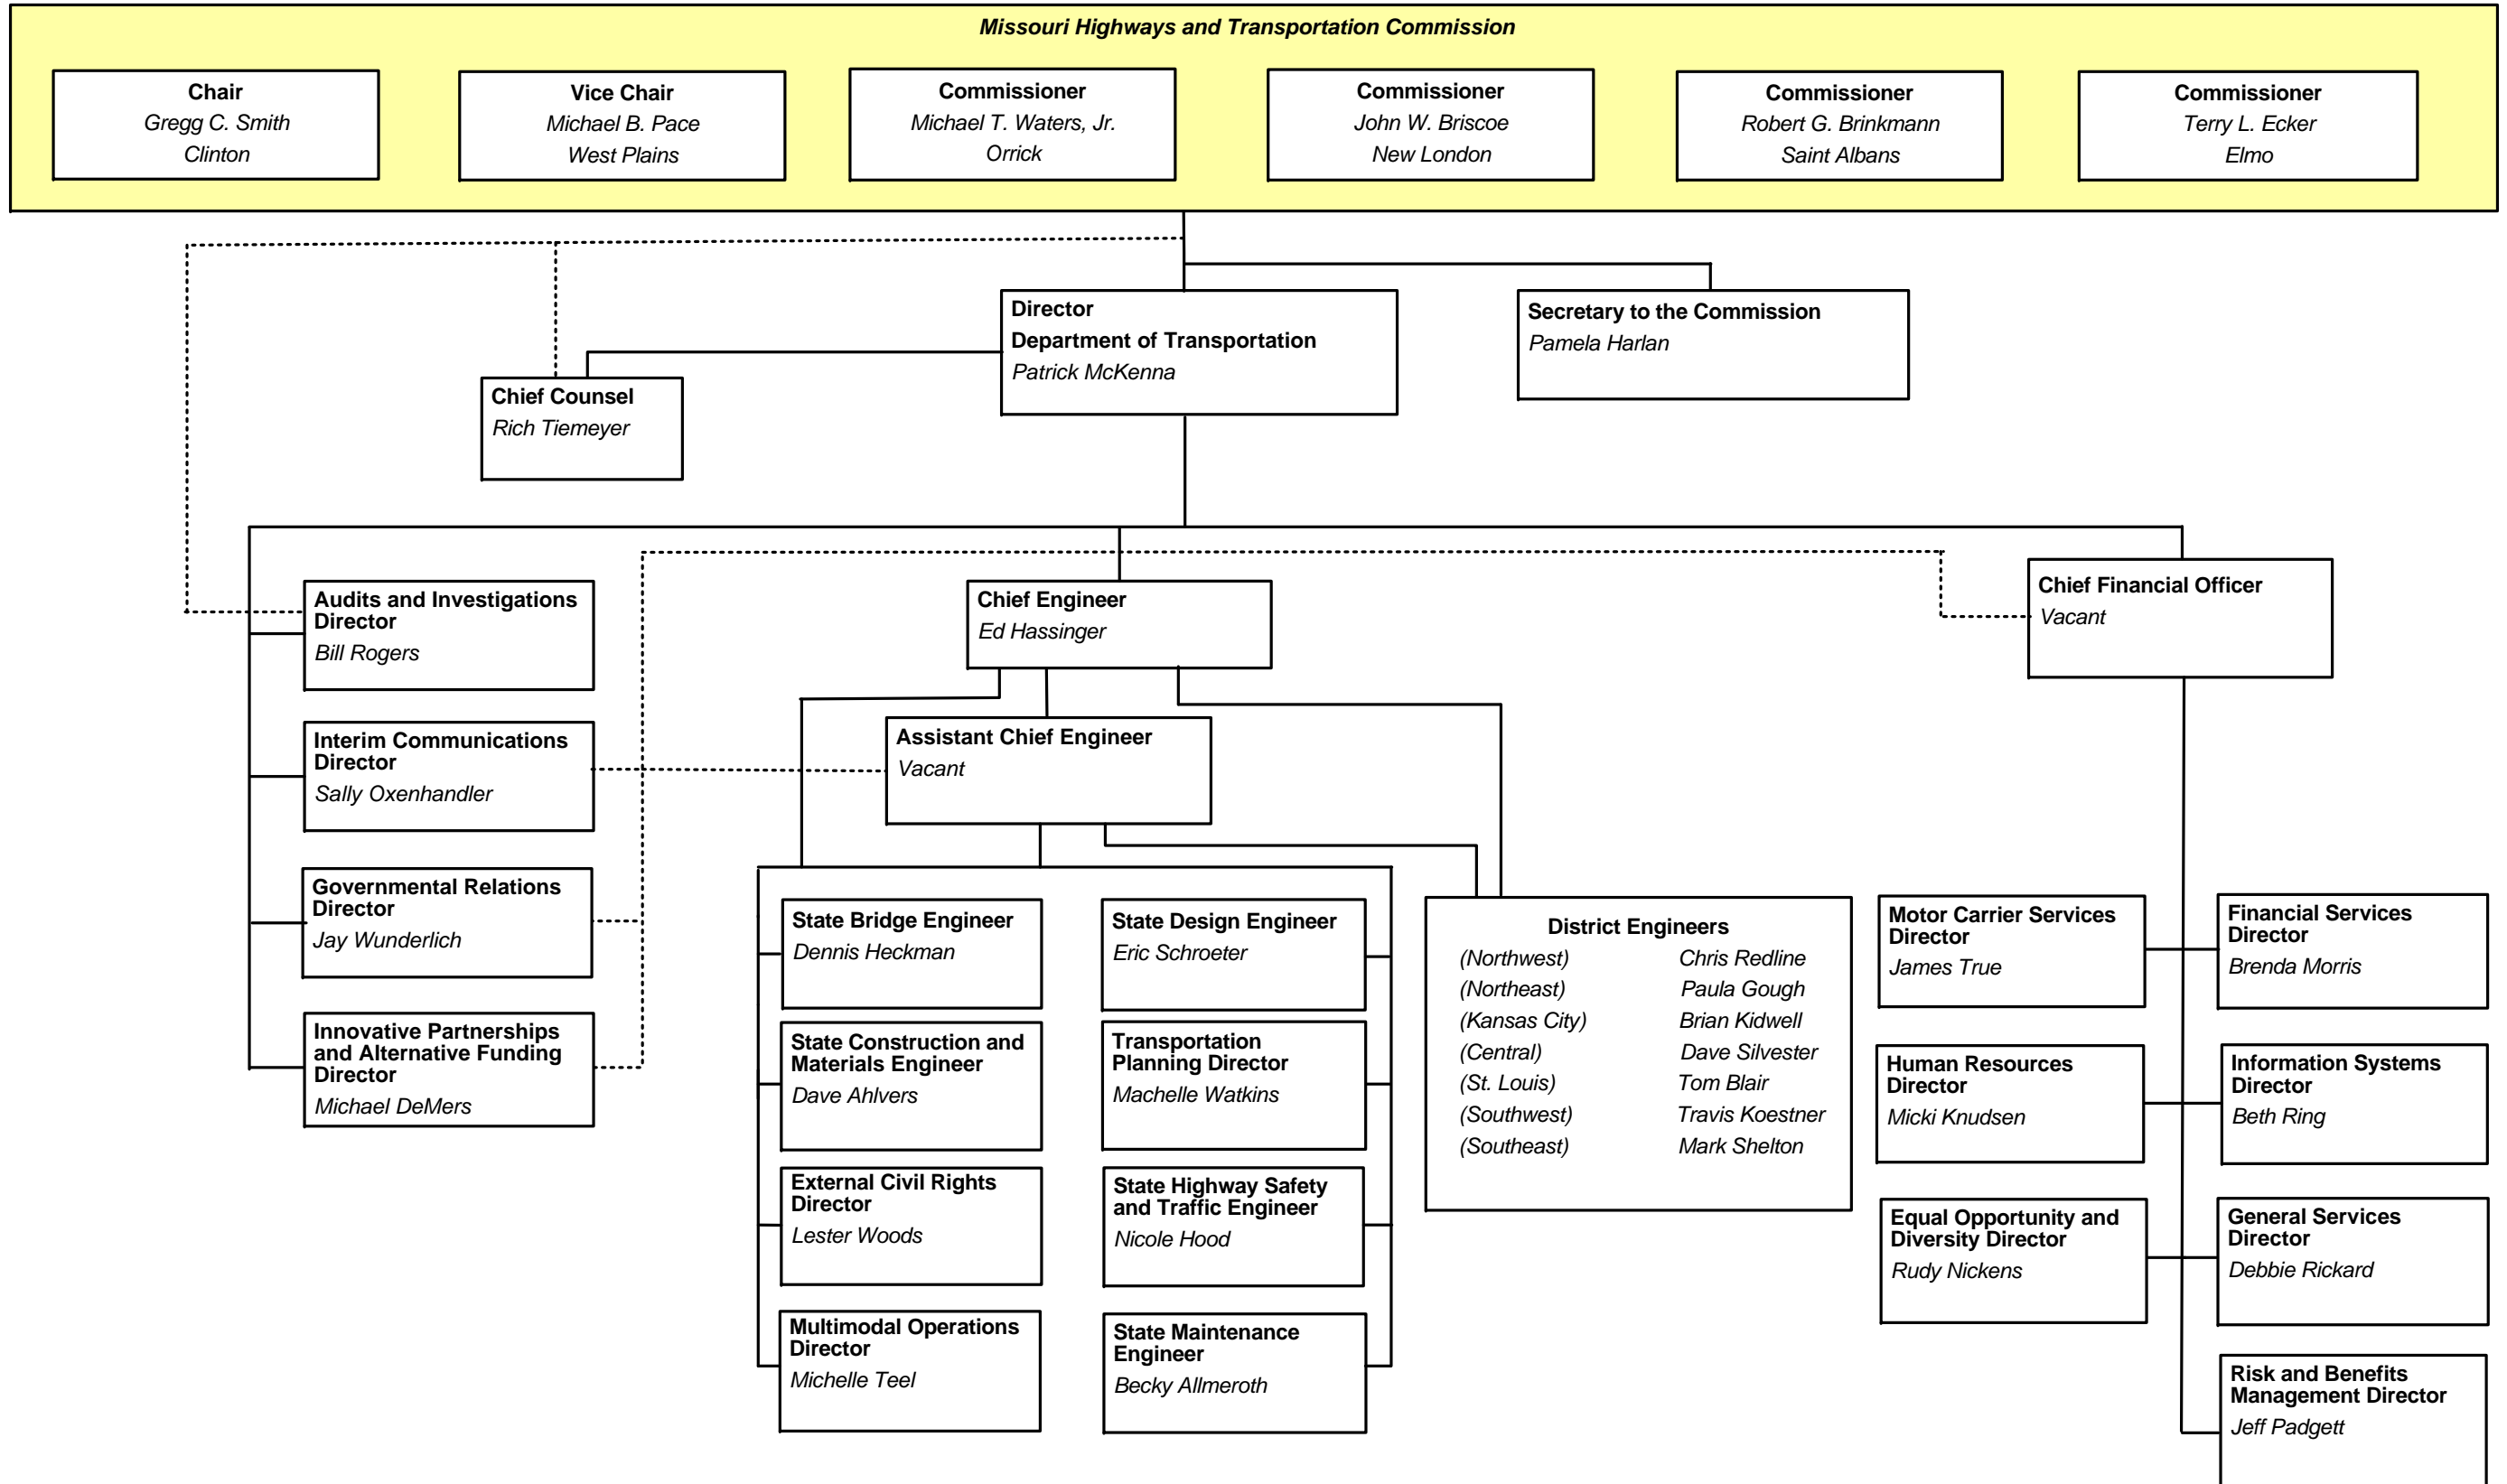 Missouri Highways and Transportation Commission
Chair
Gregg C. Smith
Clinton
Vice Chair
Michael B. Pace
West Plains
Commissioner
Michael T. Waters, Jr.
Orrick
Commissioner
John W. Briscoe
New London
Commissioner
Robert G. Brinkmann
Saint Albans
Commissioner
Terry L. Ecker
Elmo
Director
Department of Transportation
Patrick McKenna
Secretary to the Commission
Pamela Harlan
Chief Counsel
Rich Tiemeyer
Audits and Investigations
Director
Bill Rogers
Interim Communications
Director
Sally Oxenhandler
Governmental Relations
Director
Jay Wunderlich
Innovative Partnerships
and Alternative Funding
Director
Michael DeMers
Chief Engineer
Ed Hassinger
Assistant Chief Engineer
Vacant
State Bridge Engineer
Dennis Heckman
State Construction and
Materials Engineer
Dave Ahlvers
External Civil Rights
Director
Lester Woods
Multimodal Operations
Director
Michelle Teel
State Design Engineer
Eric Schroeter
Transportation
Planning Director
Machelle Watkins
State Highway Safety
and Traffic Engineer
Nicole Hood
State Maintenance
Engineer
Becky Allmeroth
District Engineers
(Northwest) Chris Redline
(Northeast) Paula Gough
(Kansas City) Brian Kidwell
(Central) Dave Silvester
(St. Louis) Tom Blair
(Southwest) Travis Koestner
(Southeast) Mark Shelton
Chief Financial Officer
Vacant
Motor Carrier Services
Director
James True
Human Resources
Director
Micki Knudsen
Equal Opportunity and
Diversity Director
Rudy Nickens
Financial Services
Director
Brenda Morris
Information Systems
Director
Beth Ring
General Services
Director
Debbie Rickard
Risk and Benefits
Management Director
Jeff Padgett